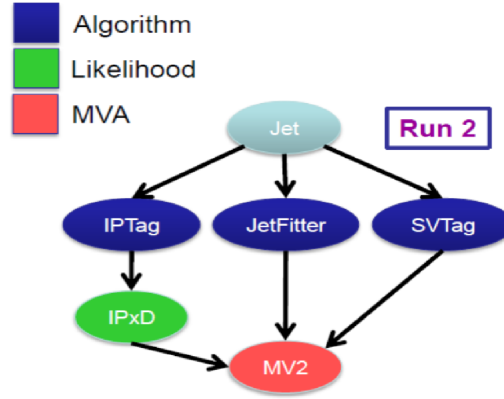 Algorithm
Likelihood
MVA
Run 2
Jet
IPTag
JetFitter
SVTag
IPxD
MV2